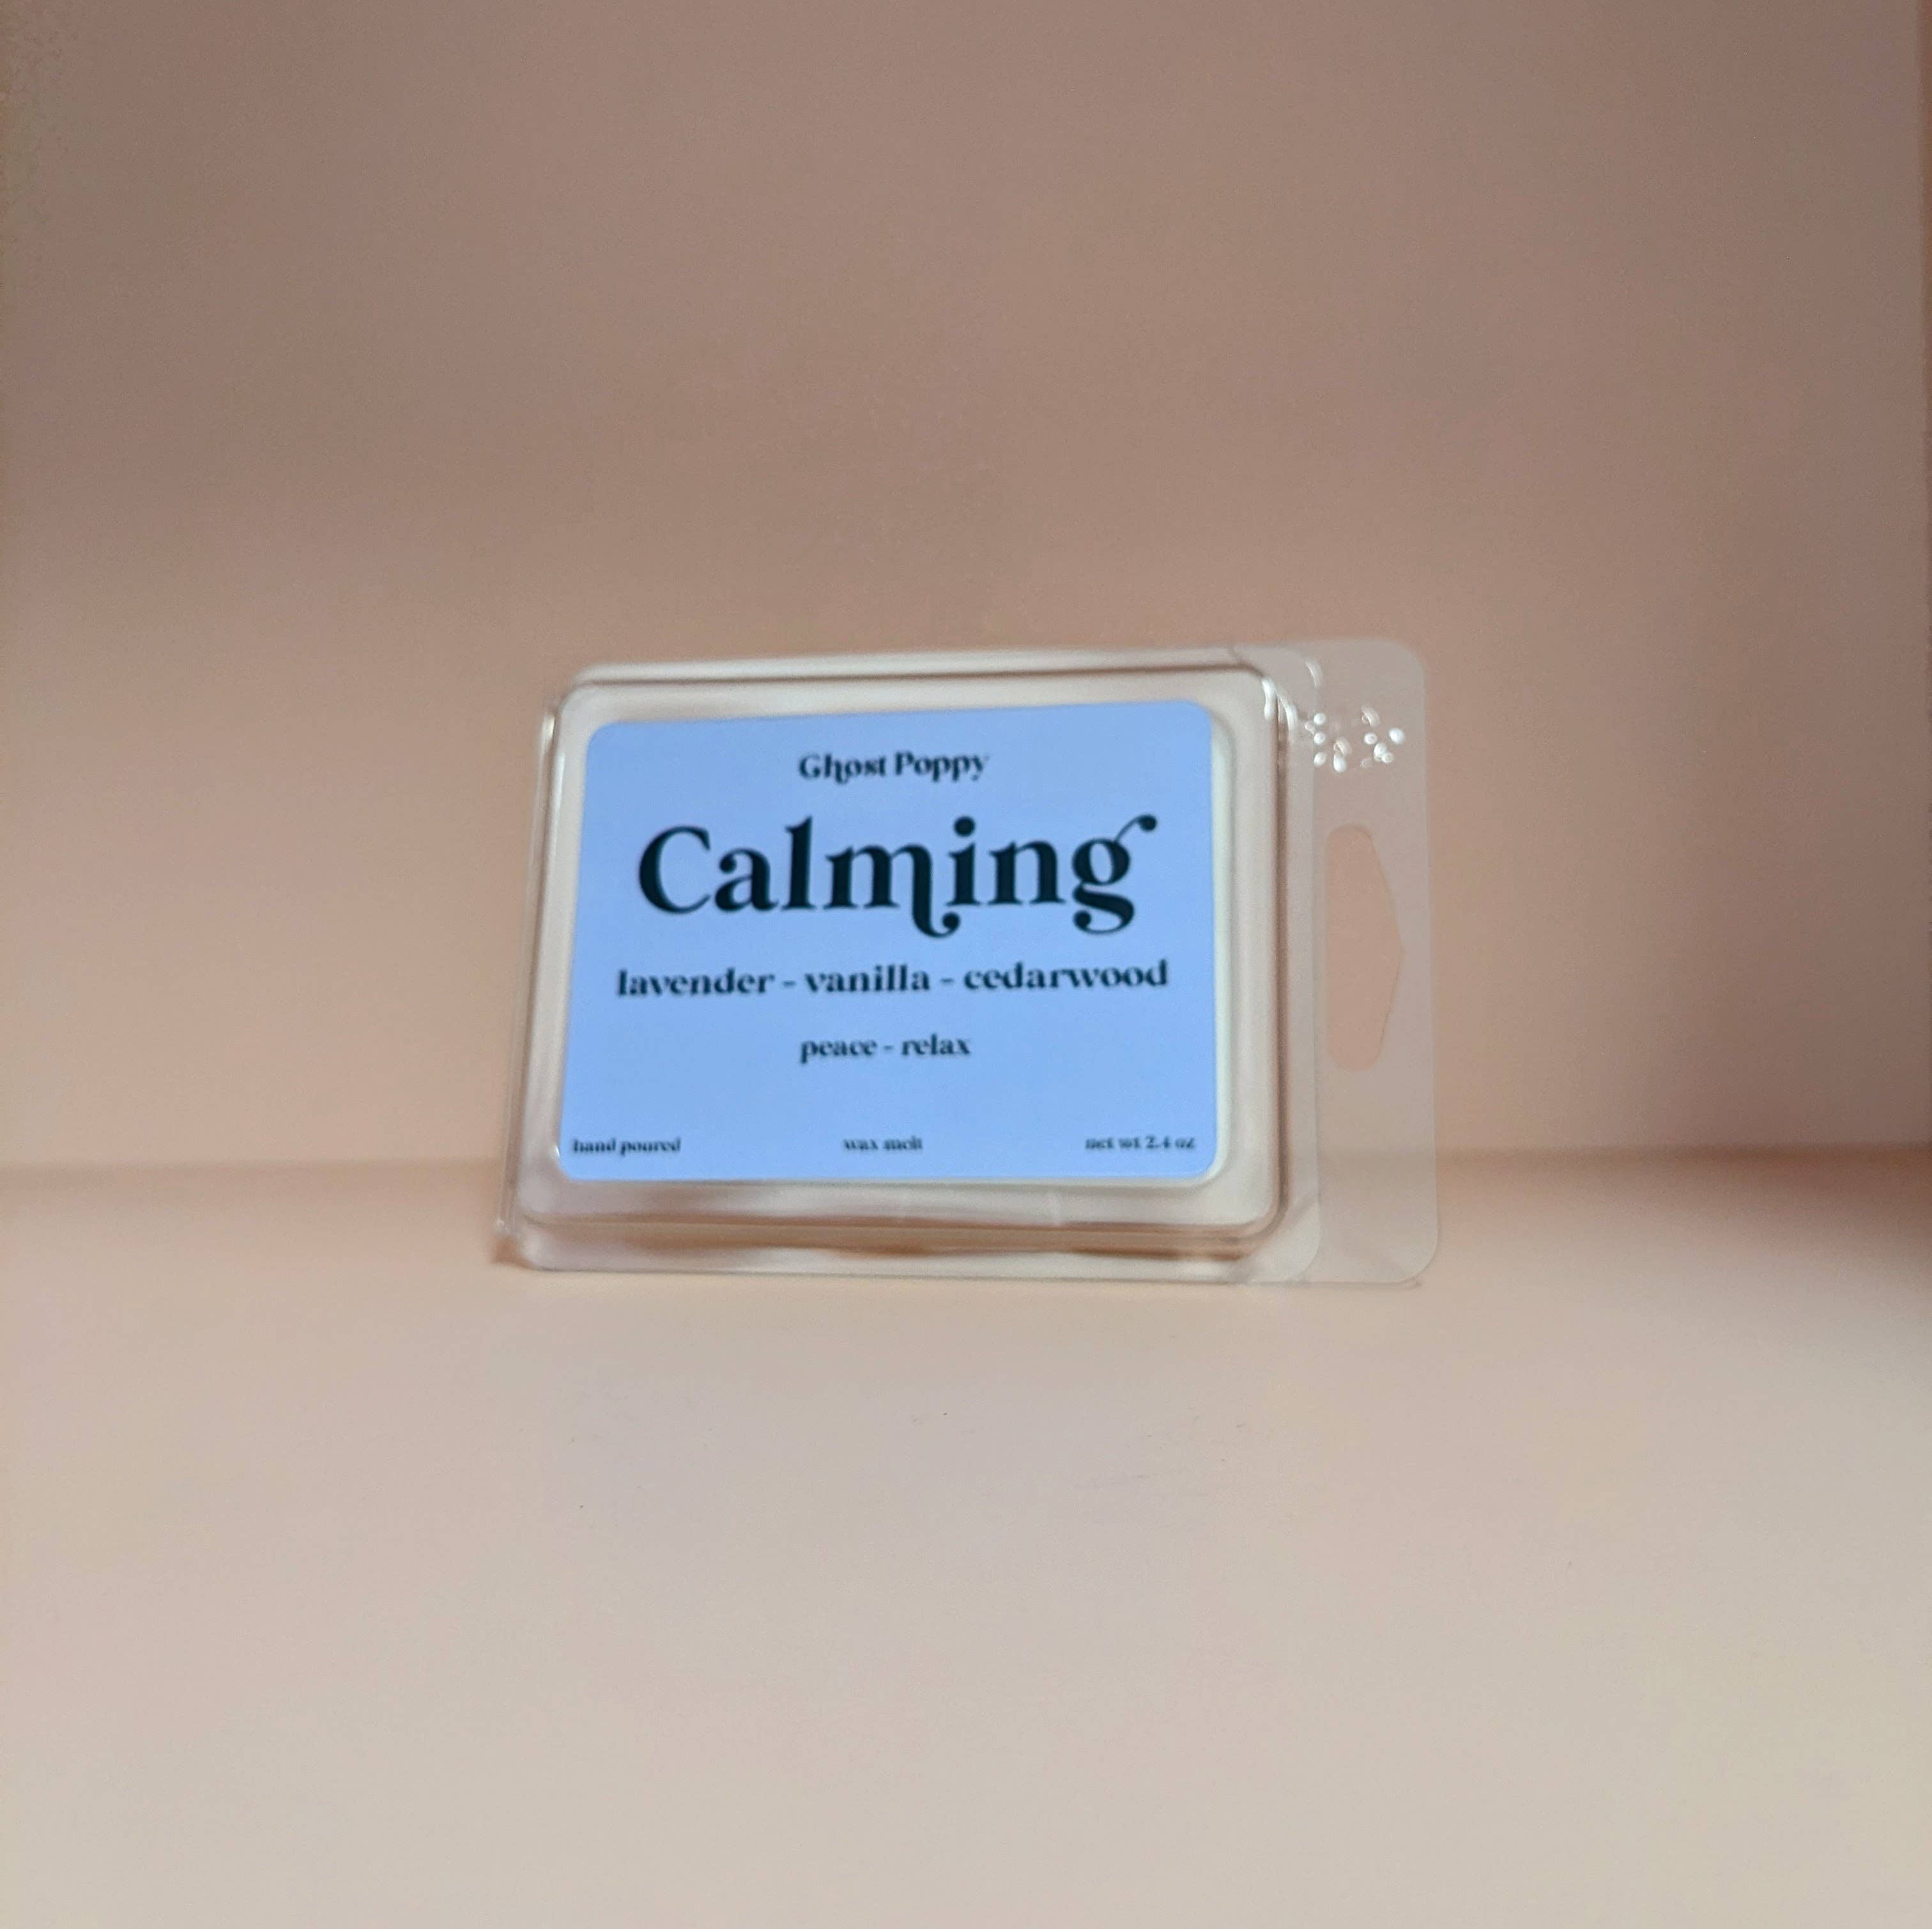 Ghost Poppy
Calming
lavender - vanilla - cedarwood
peace - relax
hand poured wax melt net wt 2.4 oz